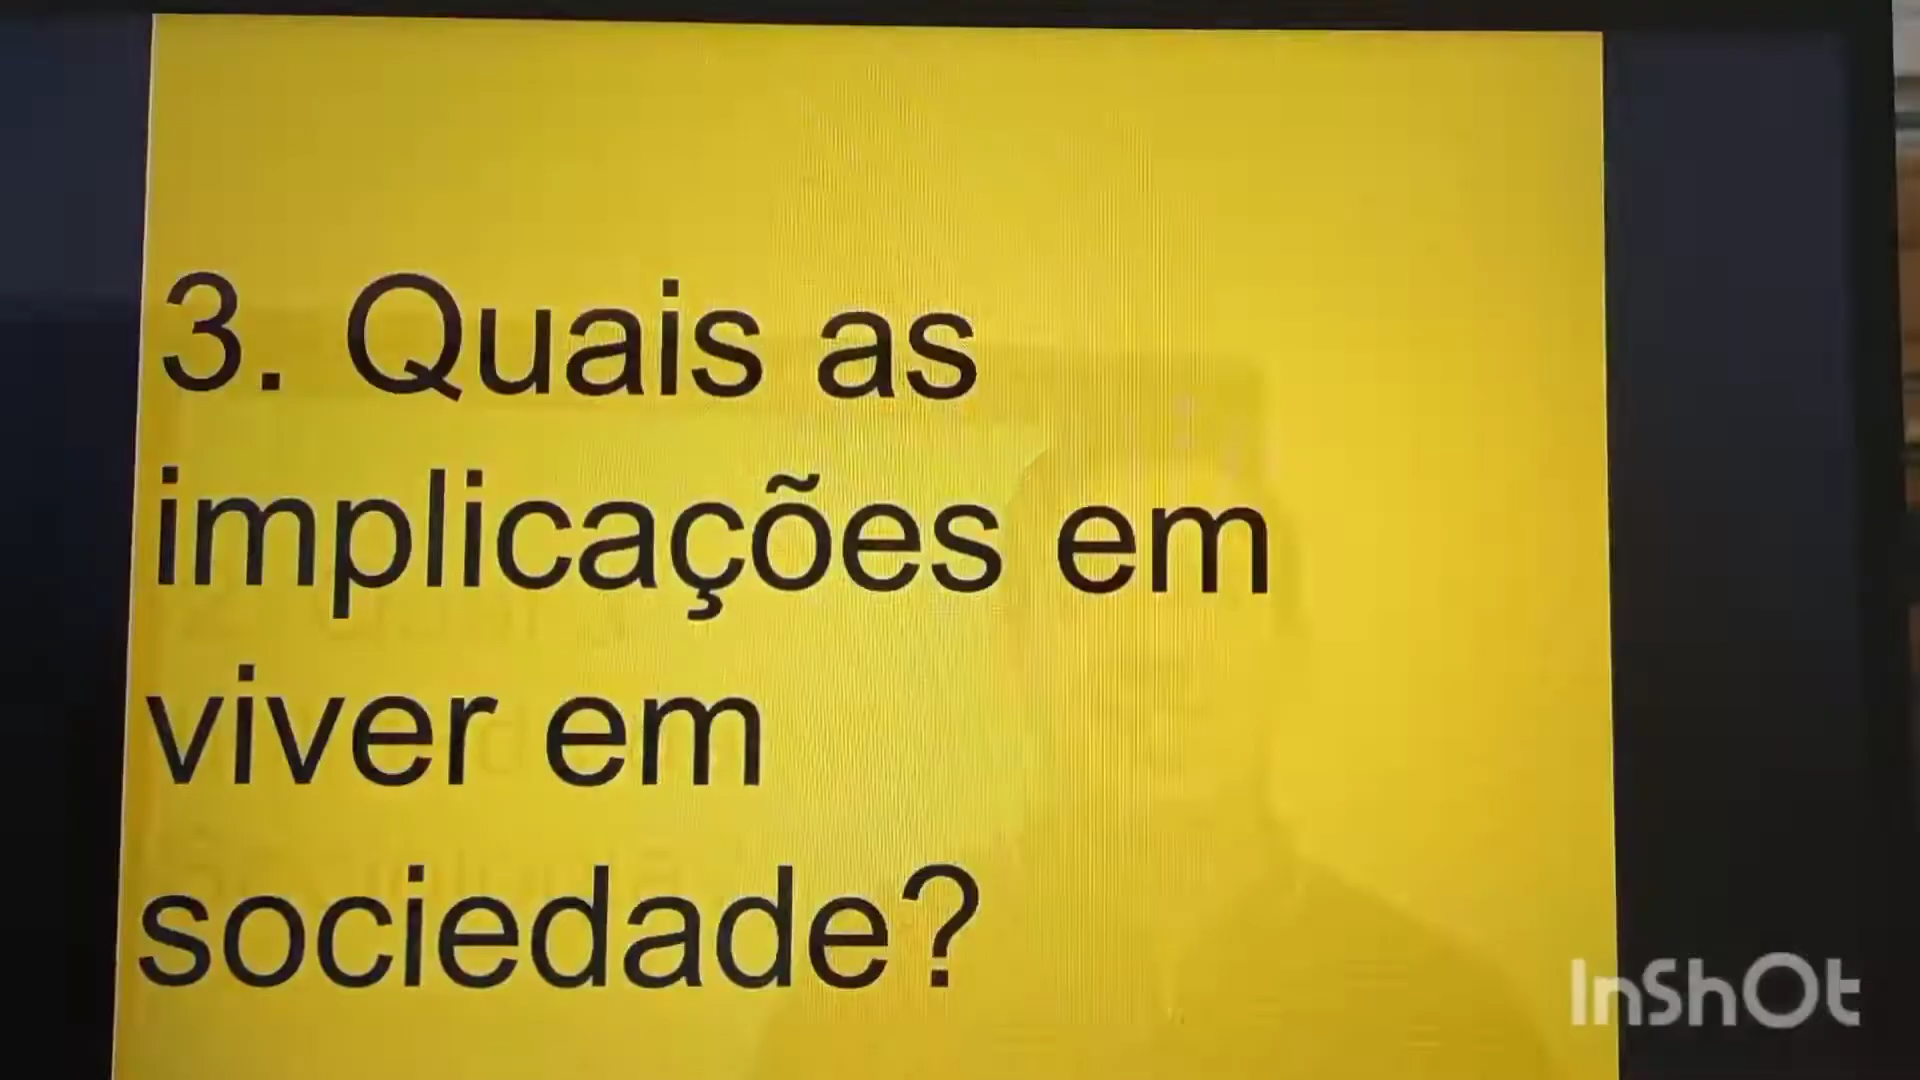 3. Quais as
implicações em
viver em
sociedade?
InShOt